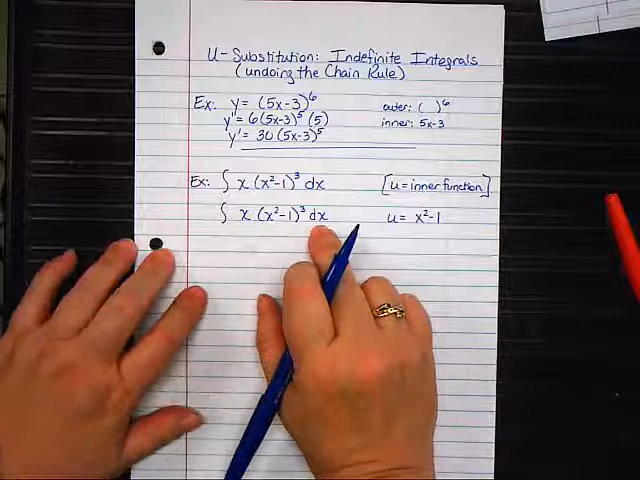 U-Substitution: Indefinite Integrals
(undoing the Chain Rule)
Ex: y = (5x-3)⁶ outer: ( )⁶
y' = 6(5x-3)⁵ (5) inner: 5x-3
y' = 30(5x-3)⁵
Ex: ∫ x (x²-1)³ dx [u = inner function]
∫ x (x²-1)³ dx u = x²-1